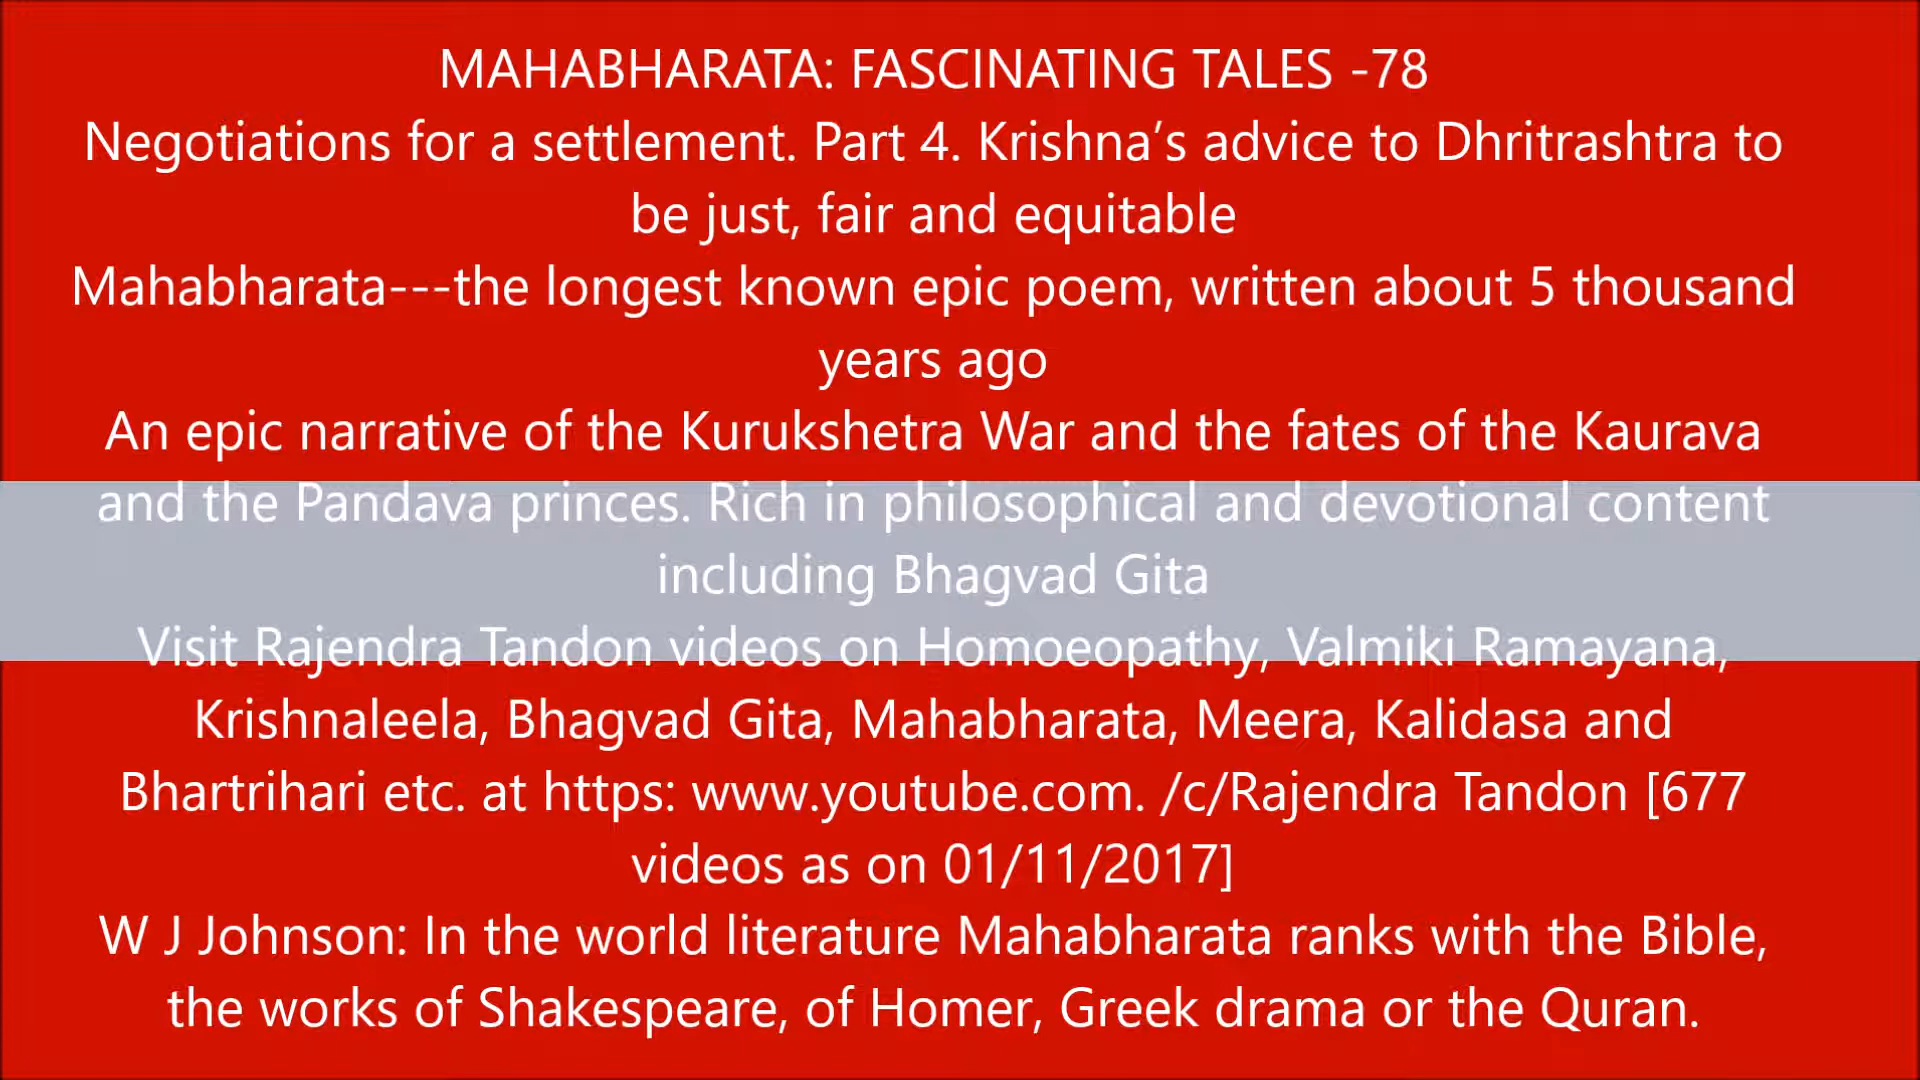 MAHABHARATA: FASCINATING TALES -78
Negotiations for a settlement. Part 4. Krishna’s advice to Dhritrashtra to
be just, fair and equitable
Mahabharata---the longest known epic poem, written about 5 thousand
years ago
An epic narrative of the Kurukshetra War and the fates of the Kaurava
and the Pandava princes. Rich in philosophical and devotional content
including Bhagvad Gita
Visit Rajendra Tandon videos on Homoeopathy, Valmiki Ramayana,
Krishnaleela, Bhagvad Gita, Mahabharata, Meera, Kalidasa and
Bhartrihari etc. at https: www.youtube.com. /c/Rajendra Tandon [677
videos as on 01/11/2017]
W J Johnson: In the world literature Mahabharata ranks with the Bible,
the works of Shakespeare, of Homer, Greek drama or the Quran.